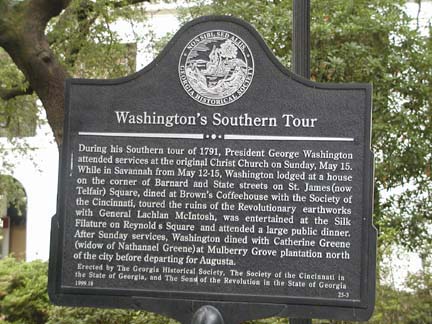 NON SIBI, SED ALIIS
GEORGIA HISTORICAL SOCIETY
Washington's Southern Tour
During his Southern tour of 1791, President George Washington
attended services at the original Christ Church on Sunday, May 15.
While in Savannah from May 12-15, Washington lodged at a house
on the corner of Barnard and State streets on St. James(now
Telfair) Square, dined at Brown's Coffeehouse with the Society of
the Cincinnati, toured the ruins of the Revolutionary earthworks
with General Lachlan McIntosh, was entertained at the Silk
Filature on Reynold s Square and attended a large public dinner.
After Sunday services, Washington dined with Catherine Greene
(widow of Nathanael Greene)at Mulberry Grove plantation north
of the city before departing for Augusta.
Erected by The Georgia Historical Society, The Society of the Cincinnati in
the State of Georgia, and The Sons of the Revolution in the State of Georgia
1999.18 25-3